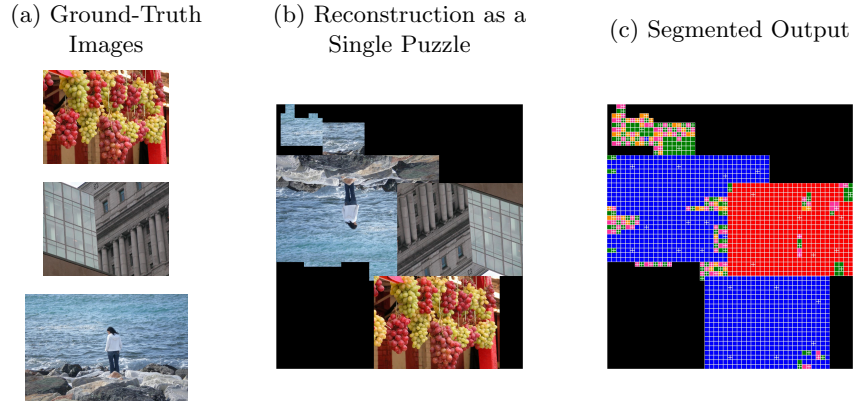 (a) Ground-Truth
Images
(b) Reconstruction as a
Single Puzzle
(c) Segmented Output